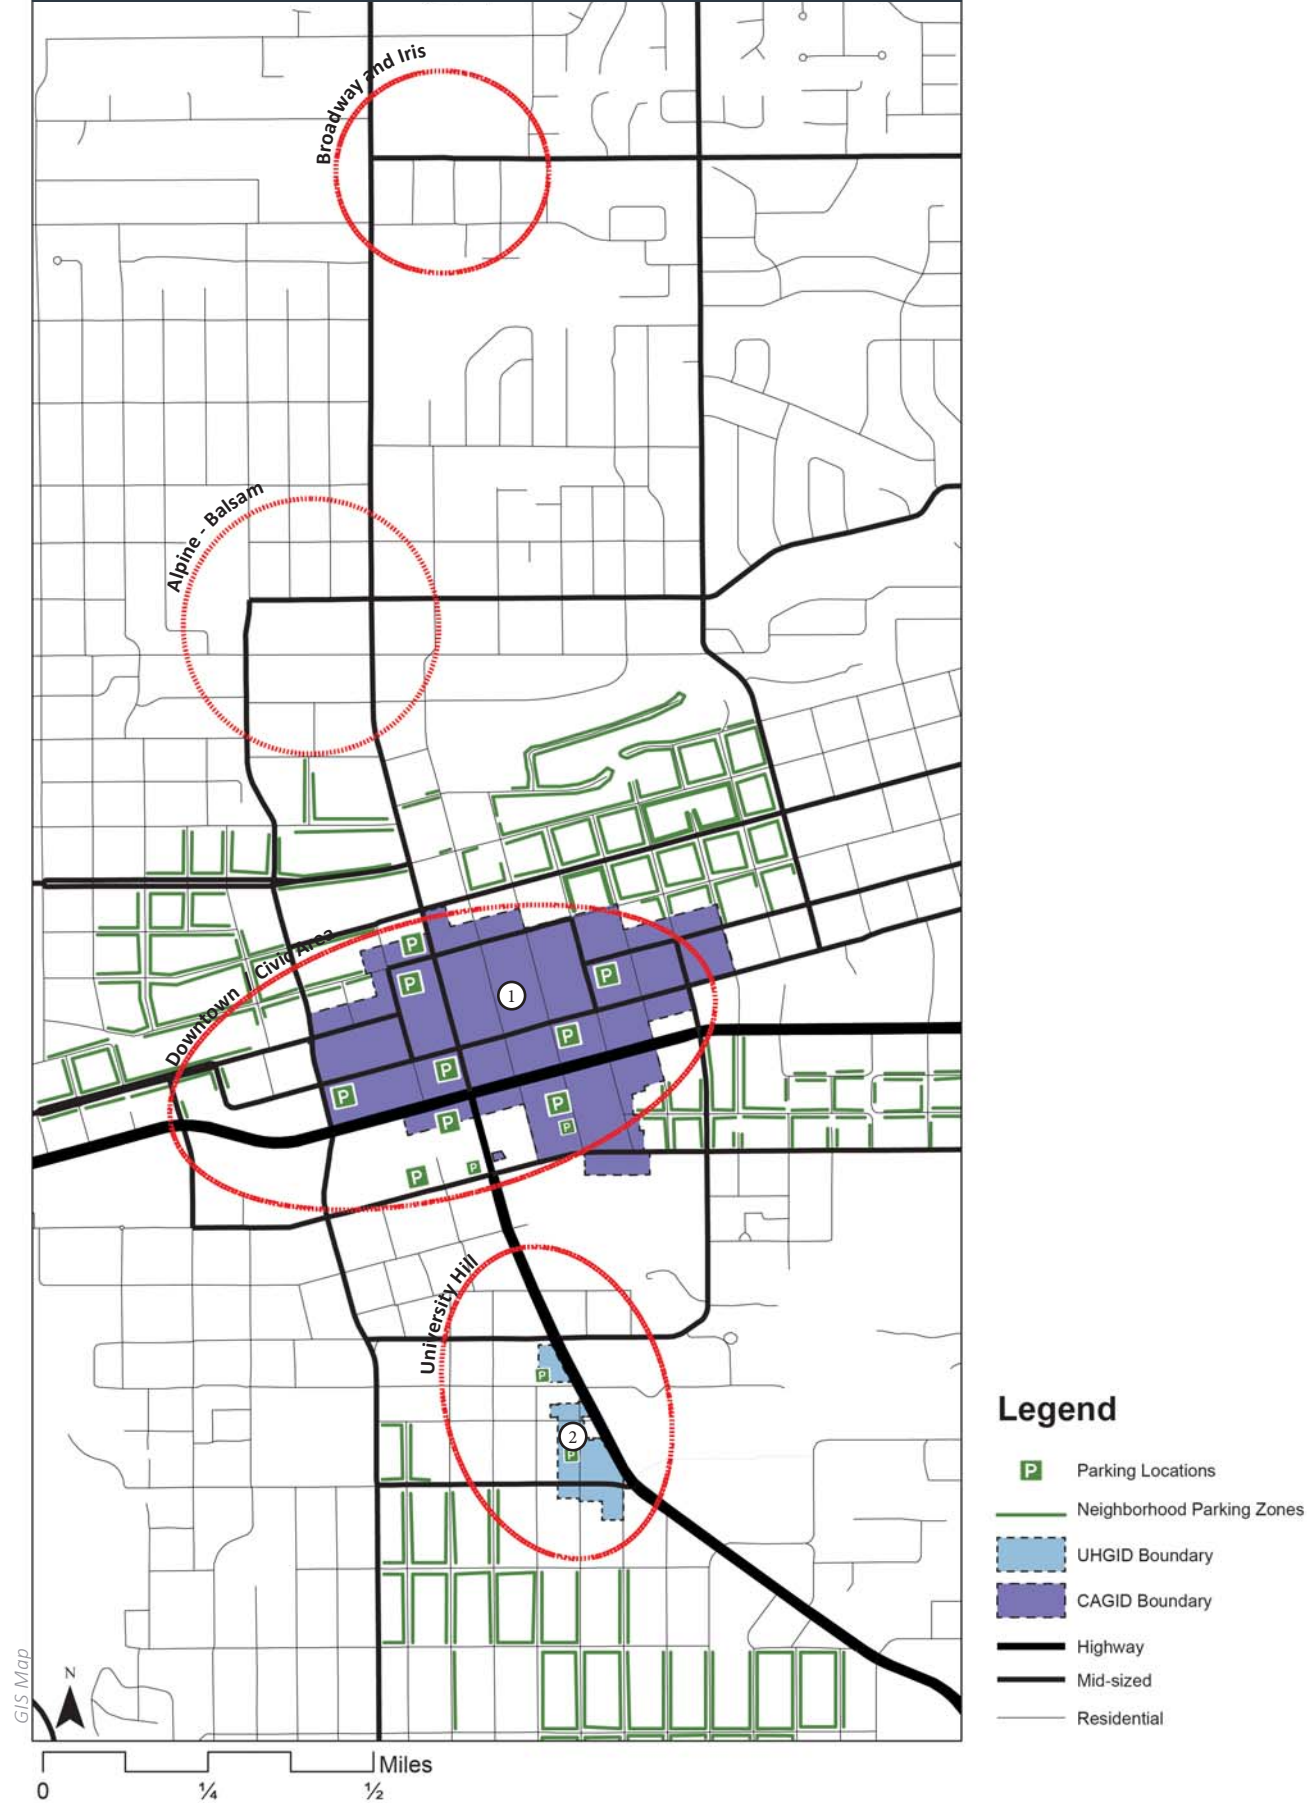 Broadway and Iris
Alpine - Balsam
Downtown Civic Area
P
P
1
P
P
P
P
P
P
P
P
P
P
University Hill
P
2
P
Legend
P Parking Locations
Neighborhood Parking Zones
UHGID Boundary
CAGID Boundary
Highway
Mid-sized
Residential
GIS Map
N
Miles
0 ¼ ½